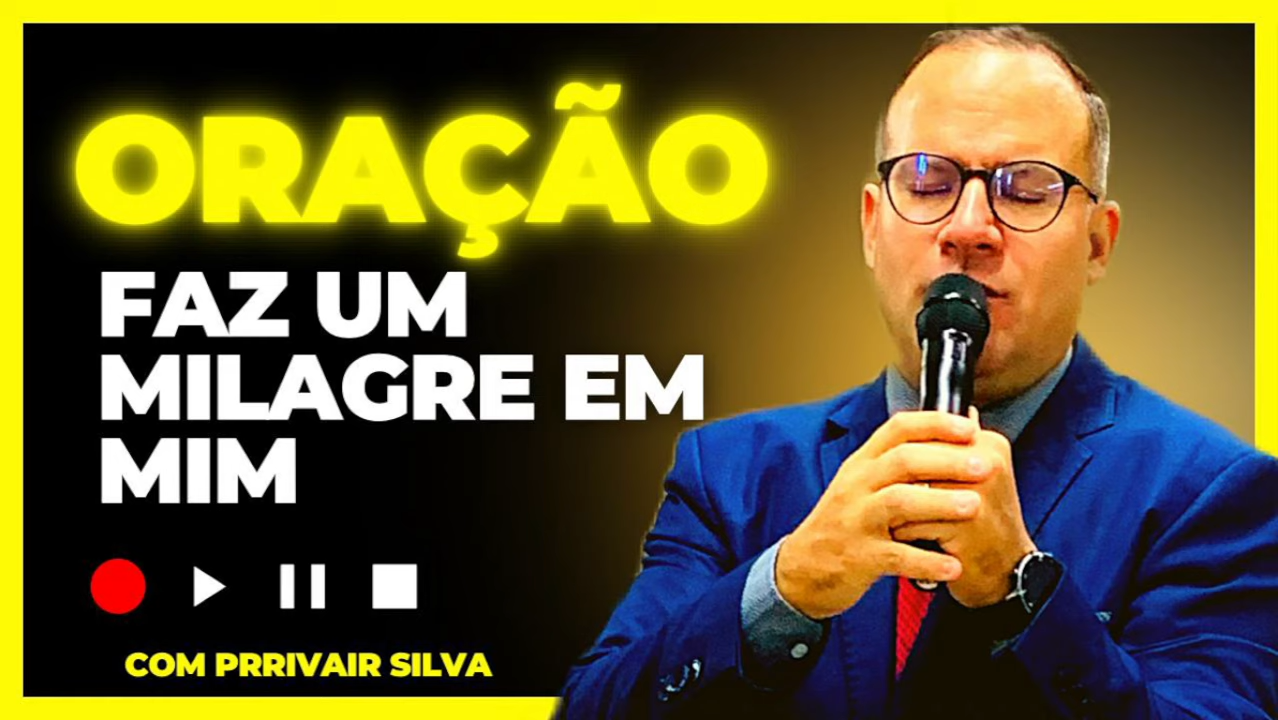 ORAÇÃO
FAZ UM
MILAGRE EM
MIM
COM PRRIVAIR SILVA